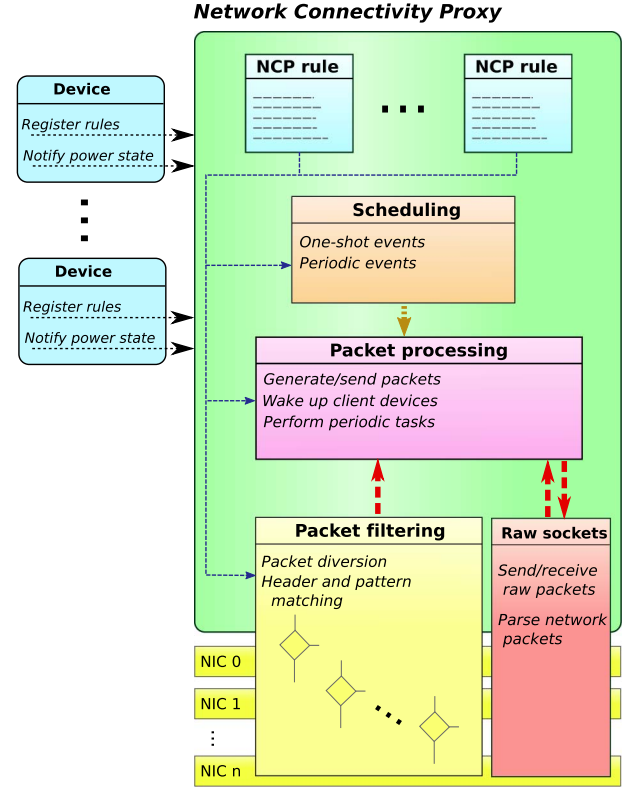 Network Connectivity Proxy
NCP rule
NCP rule
Device
Register rules
Notify power state
Device
Register rules
Notify power state
Scheduling
One-shot events
Periodic events
Packet processing
Generate/send packets
Wake up client devices
Perform periodic tasks
Packet filtering
Packet diversion
Header and pattern
matching
Raw sockets
Send/receive
raw packets
Parse network
packets
NIC 0
NIC 1
NIC n